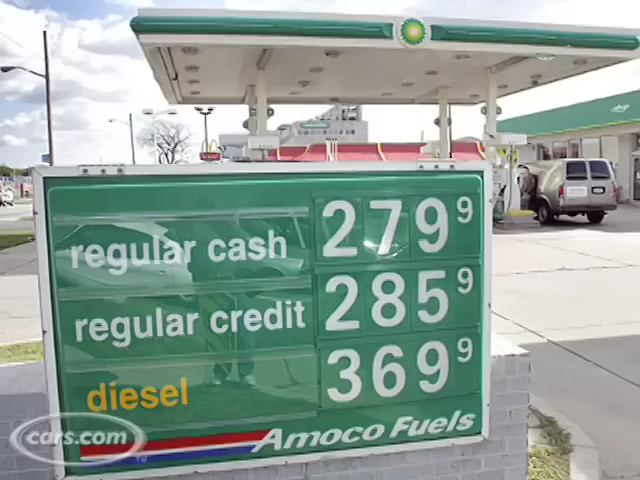 regular cash 279 9
regular credit 285 9
diesel 369 9
Amoco Fuels
cars.com